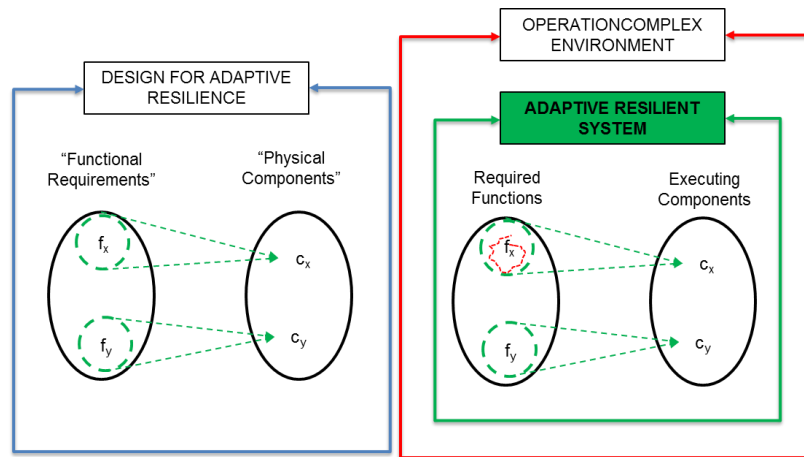 DESIGN FOR ADAPTIVE
RESILIENCE
“Functional
Requirements”
“Physical
Components”
fx
cx
fy
cy
OPERATIONCOMPLEX
ENVIRONMENT
ADAPTIVE RESILIENT
SYSTEM
Required
Functions
Executing
Components
fx
cx
fy
cy